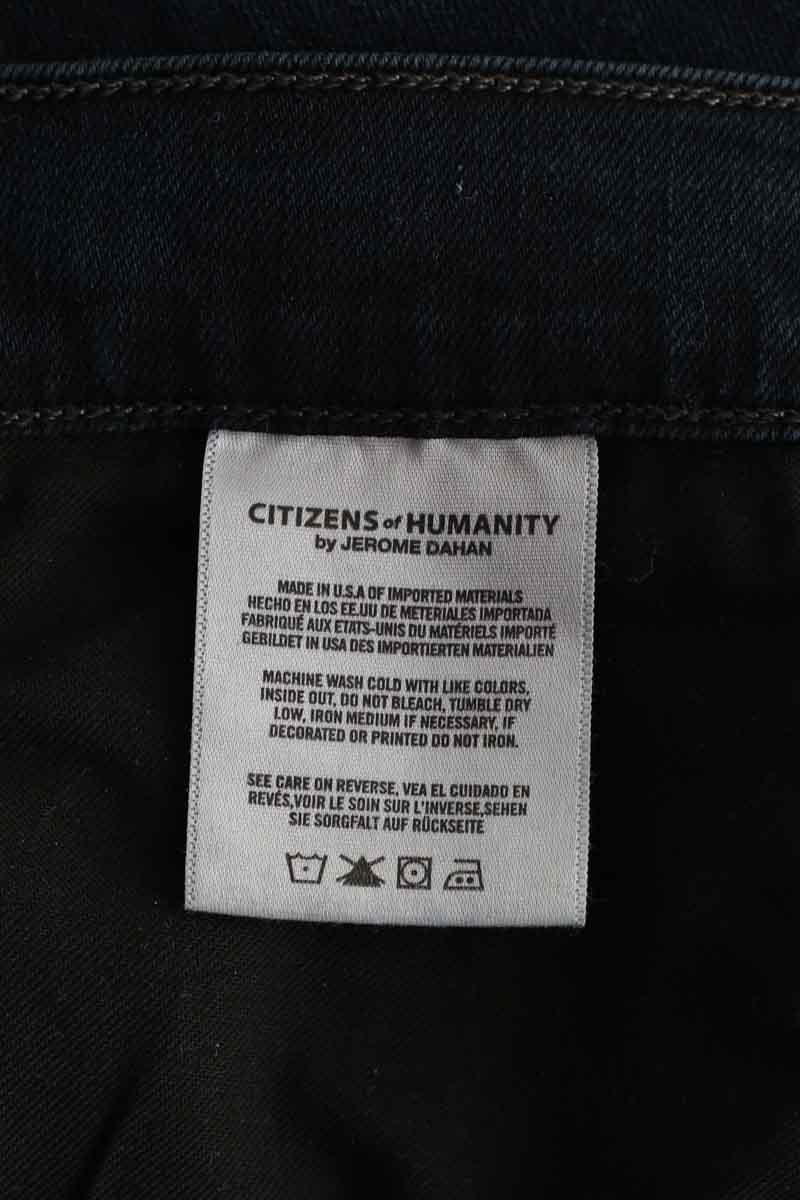 CITIZENS of HUMANITY
by JEROME DAHAN
MADE IN U.S.A OF IMPORTED MATERIALS
HECHO EN LOS EE.UU DE METERIALES IMPORTADA
FABRIQUÉ AUX ETATS-UNIS DU MATÉRIELS IMPORTÉ
GEBILDET IN USA DES IMPORTIERTEN MATERIALIEN
MACHINE WASH COLD WITH LIKE COLORS,
INSIDE OUT, DO NOT BLEACH, TUMBLE DRY
LOW, IRON MEDIUM IF NECESSARY, IF
DECORATED OR PRINTED DO NOT IRON.
SEE CARE ON REVERSE, VEA EL CUIDADO EN
REVÉS,VOIR LE SOIN SUR L'INVERSE,SEHEN
SIE SORGFALT AUF RÜCKSEITE